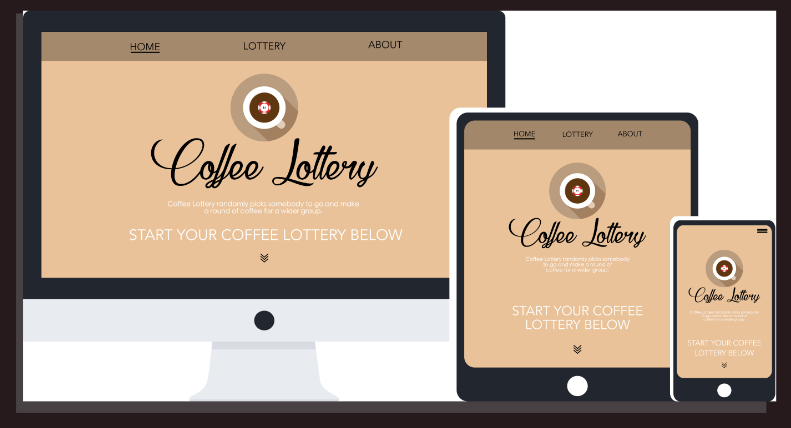 HOME LOTTERY ABOUT
Coffee Lottery
Coffee Lottery randomly picks somebody to go and make
a round of coffee for a wider group.
START YOUR COFFEE LOTTERY BELOW
HOME LOTTERY ABOUT
Coffee Lottery
Coffee Lottery randomly picks somebody
to go and make a round of
coffee for a wider group.
START YOUR COFFEE
LOTTERY BELOW
Coffee Lottery
START YOUR COFFEE
LOTTERY BELOW